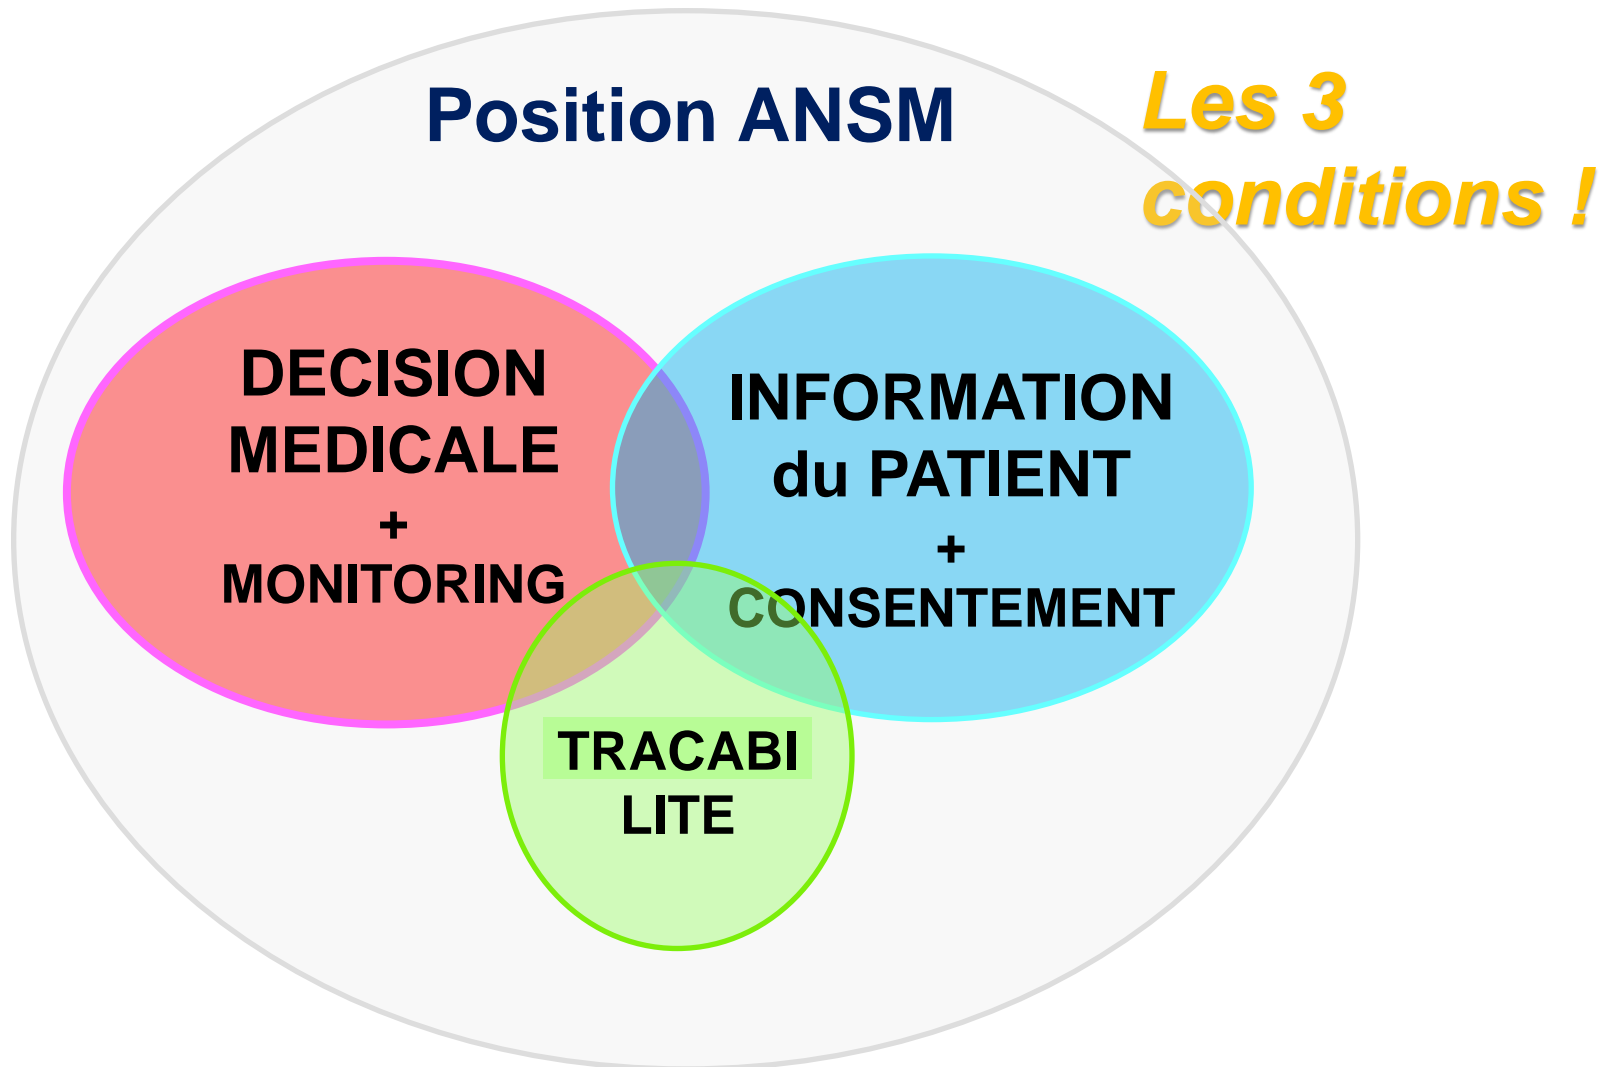 Position ANSM
Les 3
conditions !
DECISION
MEDICALE
+
MONITORING
INFORMATION
du PATIENT
+
CONSENTEMENT
TRACABI
LITE